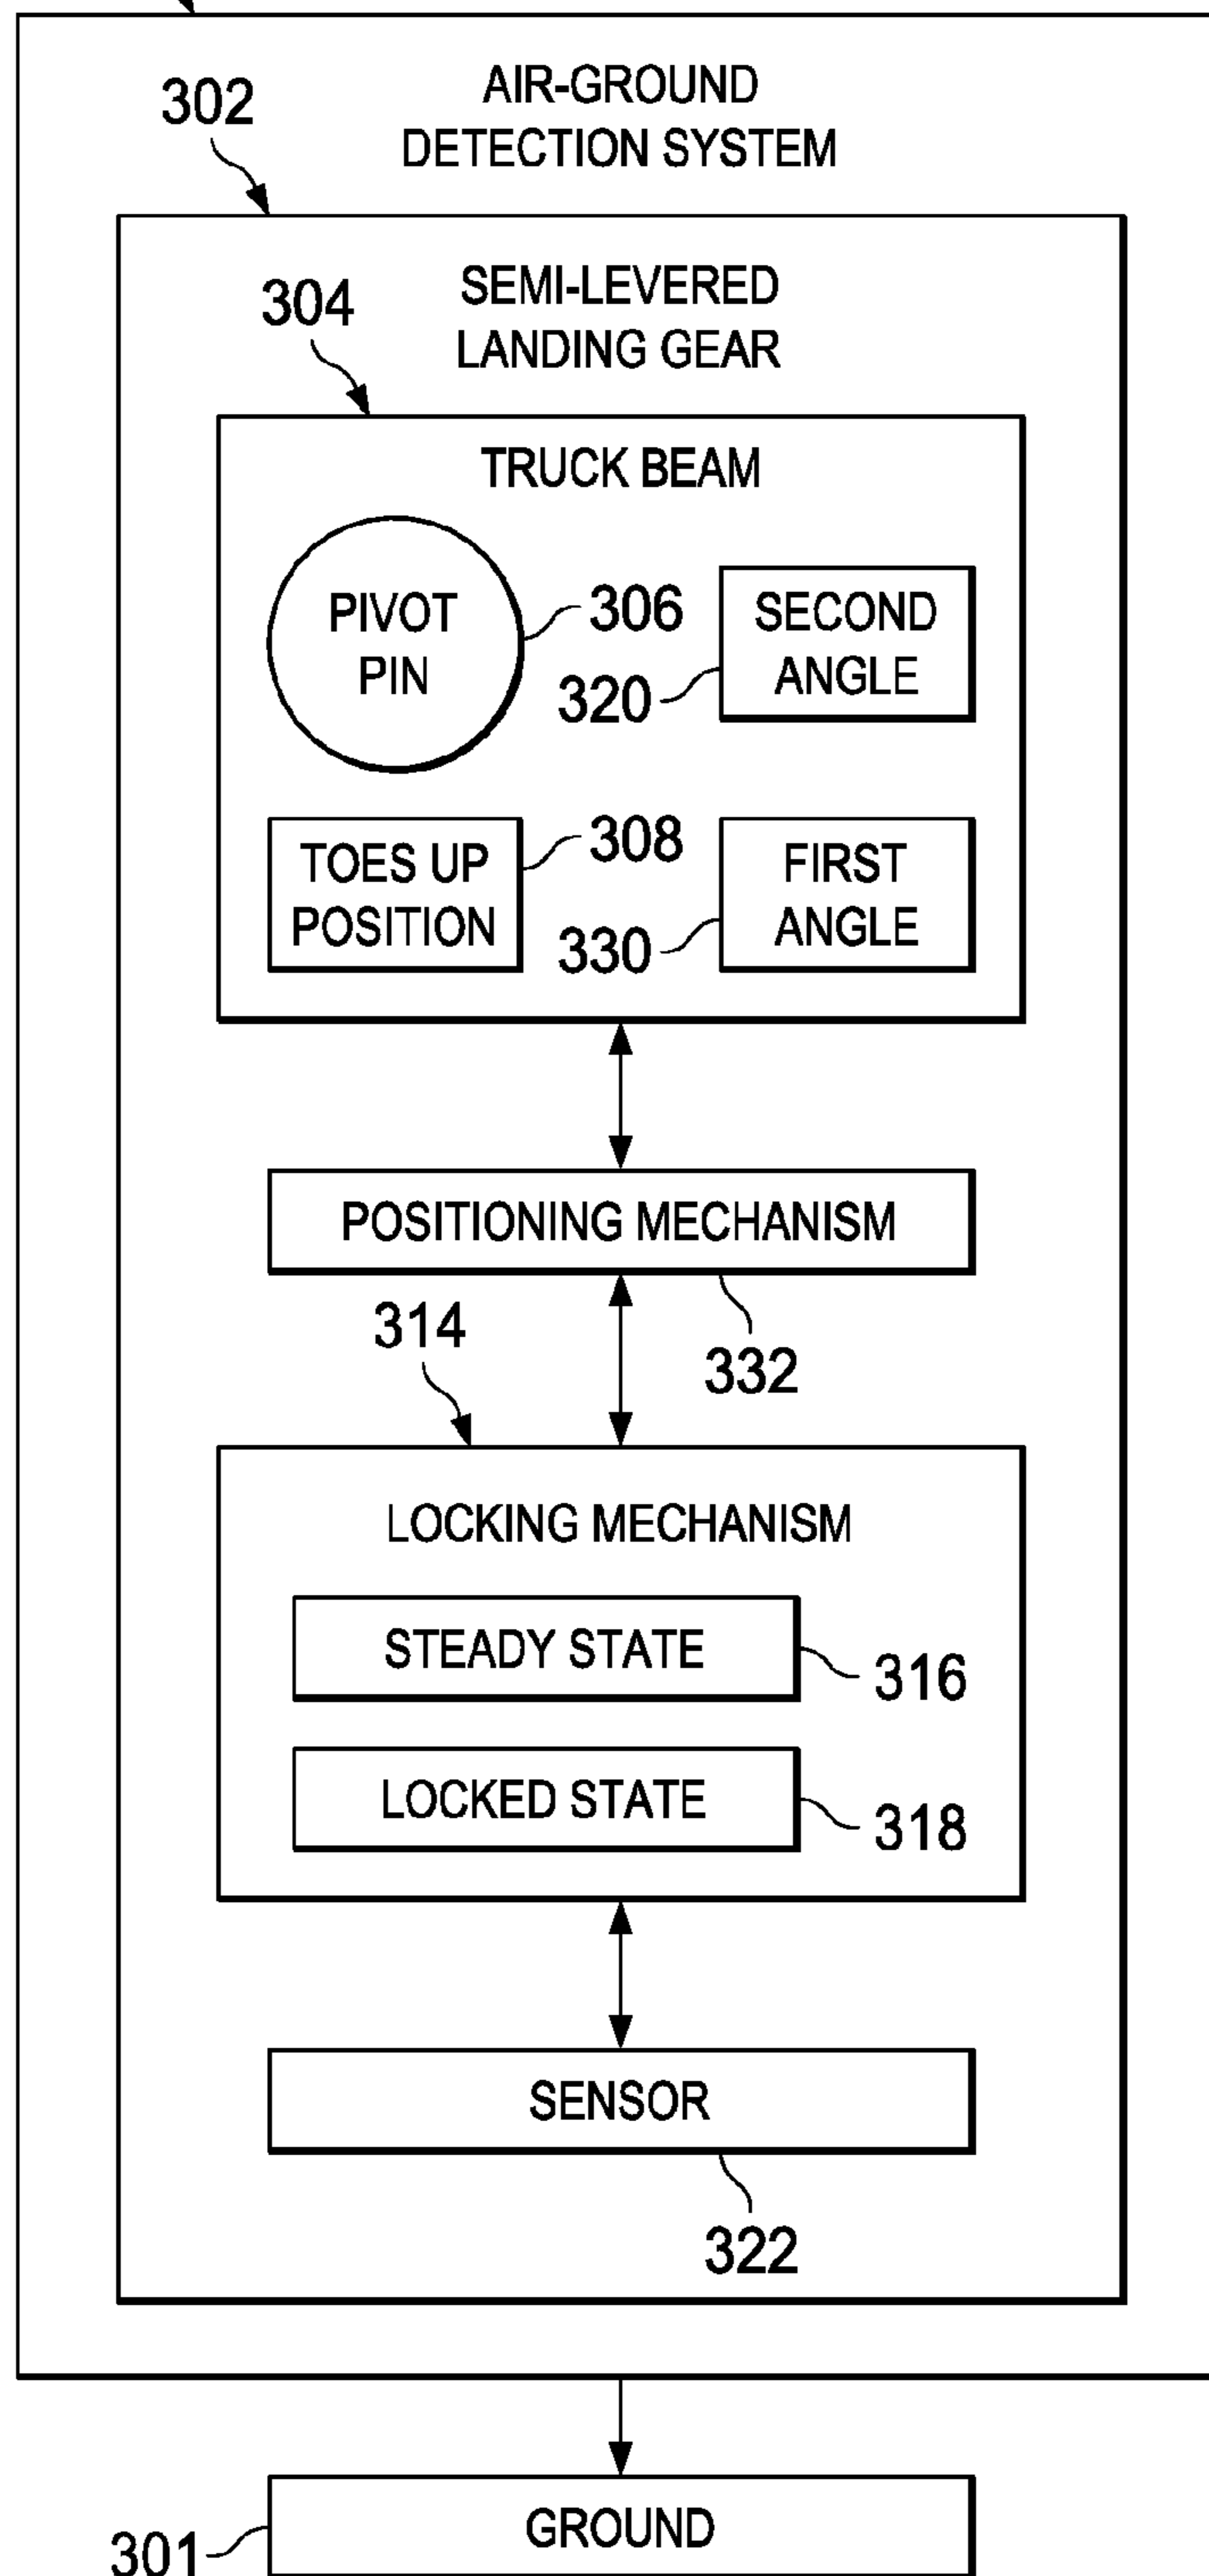 AIR-GROUND
DETECTION SYSTEM
302
SEMI-LEVERED
LANDING GEAR
304
TRUCK BEAM
PIVOT
PIN
306
SECOND
ANGLE
320
TOES UP
POSITION
308
FIRST
ANGLE
330
POSITIONING MECHANISM
332
314
LOCKING MECHANISM
STEADY STATE
316
LOCKED STATE
318
SENSOR
322
GROUND
301